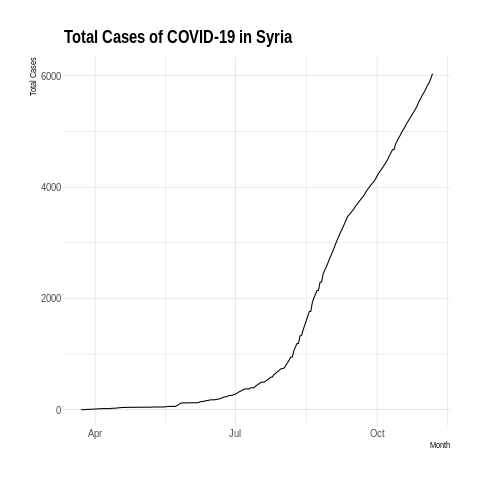 Total Cases of COVID-19 in Syria
Total Cases
6000
4000
2000
0
Apr
Jul
Oct
Month